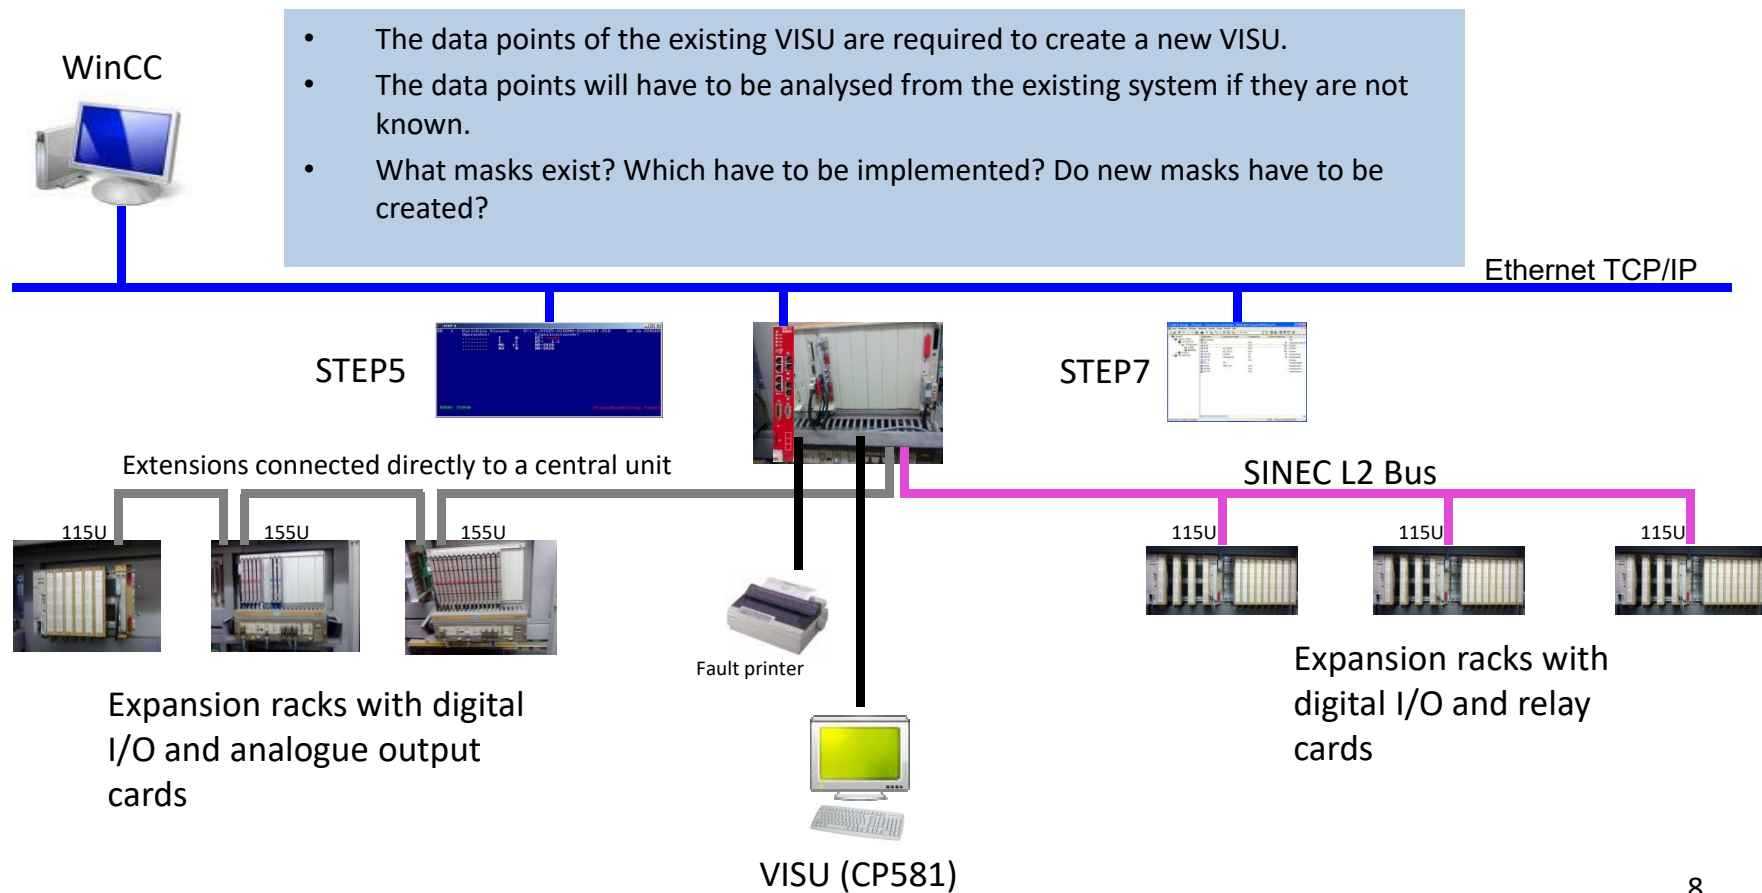 • The data points of the existing VISU are required to create a new VISU.
• The data points will have to be analysed from the existing system if they are not
known.
• What masks exist? Which have to be implemented? Do new masks have to be
created?
WinCC
Ethernet TCP/IP
STEP5
STEP7
Extensions connected directly to a central unit
SINEC L2 Bus
115U
155U
155U
115U
115U
115U
Fault printer
Expansion racks with digital
I/O and analogue output
cards
Expansion racks with
digital I/O and relay
cards
VISU (CP581)
8